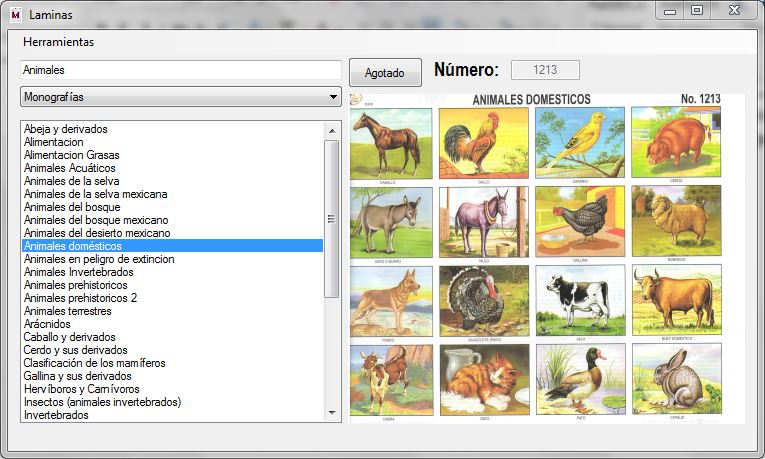 Laminas
Herramientas
Animales
Agotado
Número:
1213
Monografías
Abeja y derivados
Alimentacion
Alimentacion Grasas
Animales Acuáticos
Animales de la selva
Animales de la selva mexicana
Animales del bosque
Animales del bosque mexicano
Animales del desierto mexicano
Animales domésticos
Animales en peligro de extincion
Animales Invertebrados
Animales prehistoricos
Animales prehistoricos 2
Animales terrestres
Arácnidos
Caballo y derivados
Cerdo y sus derivados
Clasificación de los mamíferos
Gallina y sus derivados
Hervíboros y Carnívoros
Insectos (animales invertebrados)
Invertebrados
ANIMALES DOMESTICOS
No. 1213
CABALLO
GALLO
CANARIO
CERDO
ASNO O BURRO
MULO
GALLINA
BORREGO
PERRO
GUAJOLOTE (PAVO)
VACA
BUEY DOMESTICO
CABRA
GATO
PATO
CONEJO